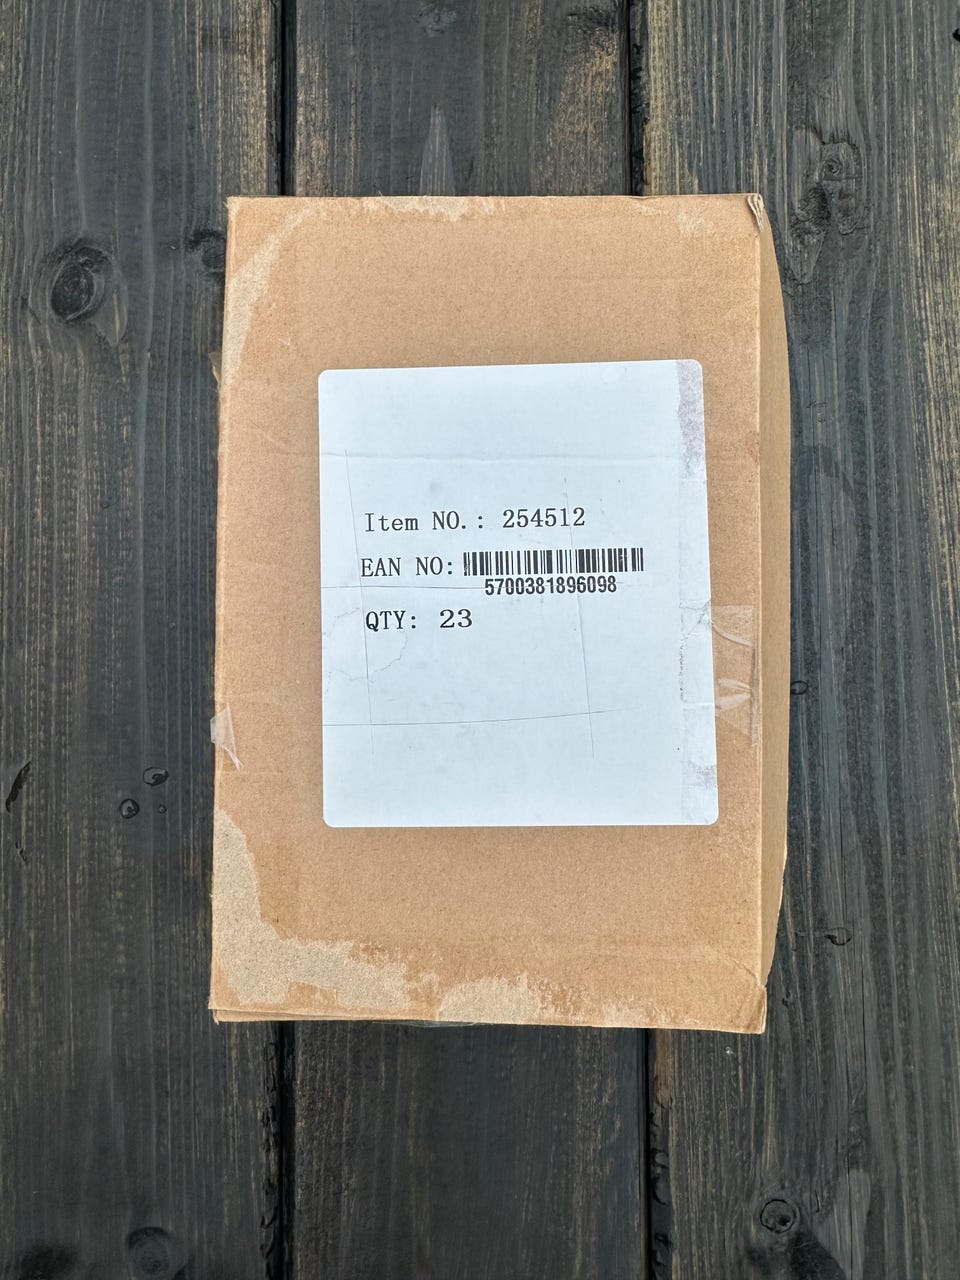 Item NO.: 254512
EAN NO:
5700381896098
QTY: 23